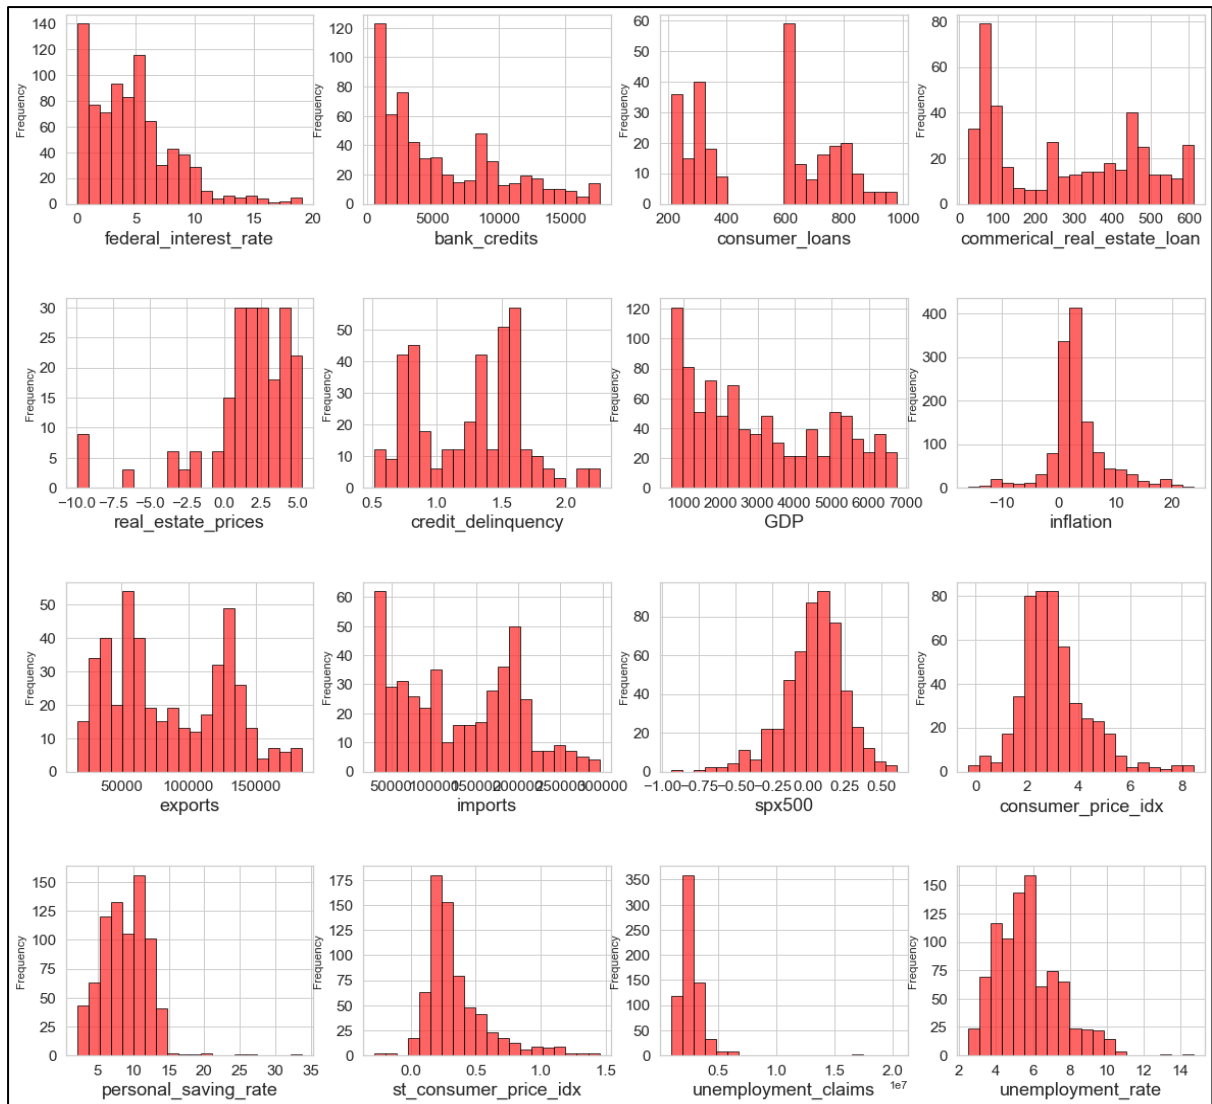 140
120
100
80
60
40
20
0
Frequency
0 5 10 15 20
federal_interest_rate
120
100
80
60
40
20
0
Frequency
0 5000 10000 15000
bank_credits
60
50
40
30
20
10
0
Frequency
200 400 600 800 1000
consumer_loans
80
60
40
20
0
Frequency
0 100 200 300 400 500 600
commerical_real_estate_loan
30
25
20
15
10
5
0
Frequency
−10.0 −7.5 −5.0 −2.5 0.0 2.5 5.0
real_estate_prices
50
40
30
20
10
0
Frequency
0.5 1.0 1.5 2.0
credit_delinquency
120
100
80
60
40
20
0
Frequency
1000 2000 3000 4000 5000 6000 7000
GDP
400
300
200
100
0
Frequency
−10 0 10 20
inflation
50
40
30
20
10
0
Frequency
50000 100000 150000
exports
60
50
40
30
20
10
0
Frequency
50000 100000 150000 200000 250000 300000
imports
80
60
40
20
0
Frequency
−1.00 −0.75 −0.50 −0.25 0.00 0.25 0.50
spx500
80
60
40
20
0
Frequency
0 2 4 6 8
consumer_price_idx
150
125
100
75
50
25
0
Frequency
5 10 15 20 25 30 35
personal_saving_rate
175
150
125
100
75
50
25
0
Frequency
0.0 0.5 1.0 1.5
st_consumer_price_idx
350
300
250
200
150
100
50
0
Frequency
0.5 1.0 1.5 2.0
1e7
unemployment_claims
150
125
100
75
50
25
0
Frequency
2 4 6 8 10 12 14
unemployment_rate